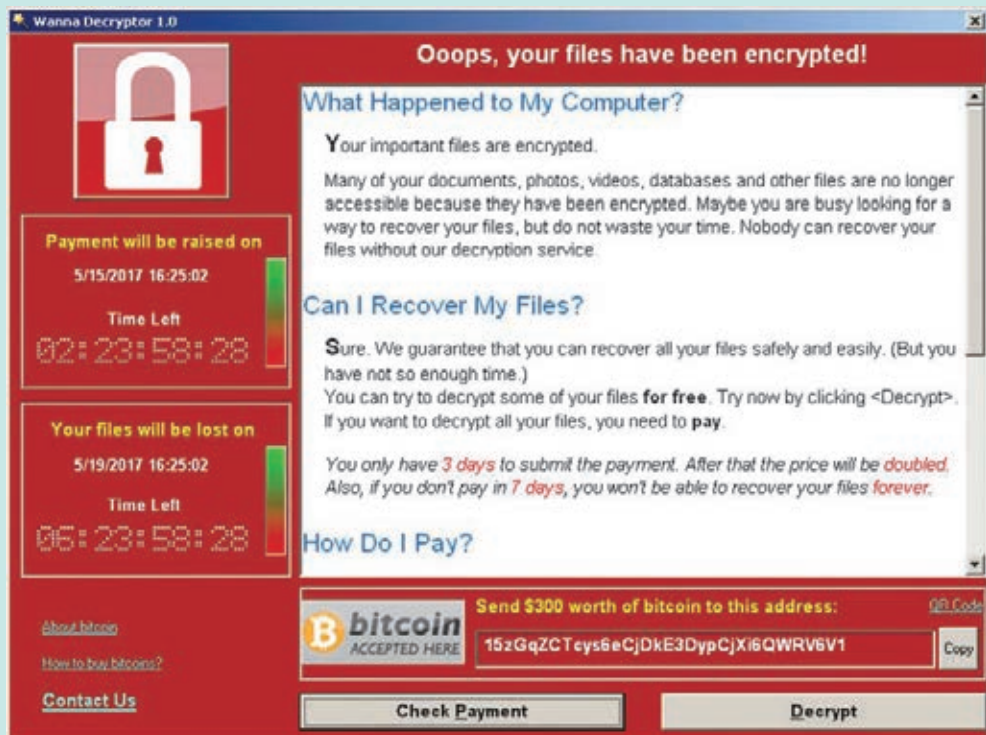 Wanna Decryptor 1.0
Ooops, your files have been encrypted!
What Happened to My Computer?
Your important files are encrypted.
Many of your documents, photos, videos, databases and other files are no longer
accessible because they have been encrypted. Maybe you are busy looking for a
way to recover your files, but do not waste your time. Nobody can recover your
files without our decryption service.
Can I Recover My Files?
Sure. We guarantee that you can recover all your files safely and easily. (But you
have not so enough time.)
You can try to decrypt some of your files for free. Try now by clicking <Decrypt>.
If you want to decrypt all your files, you need to pay.
You only have 3 days to submit the payment. After that the price will be doubled.
Also, if you don't pay in 7 days, you won't be able to recover your files forever.
How Do I Pay?
Payment will be raised on
5/15/2017 16:25:02
Time Left
02:23:58:28
Your files will be lost on
5/19/2017 16:25:02
Time Left
06:23:58:28
About bitcoin
How to buy bitcoins?
Contact Us
bitcoin
ACCEPTED HERE
Send $300 worth of bitcoin to this address:
QR Code
15zGqZCTcys6eCjDkE3DypCjXi6QWRV6V1
Copy
Check Payment
Decrypt